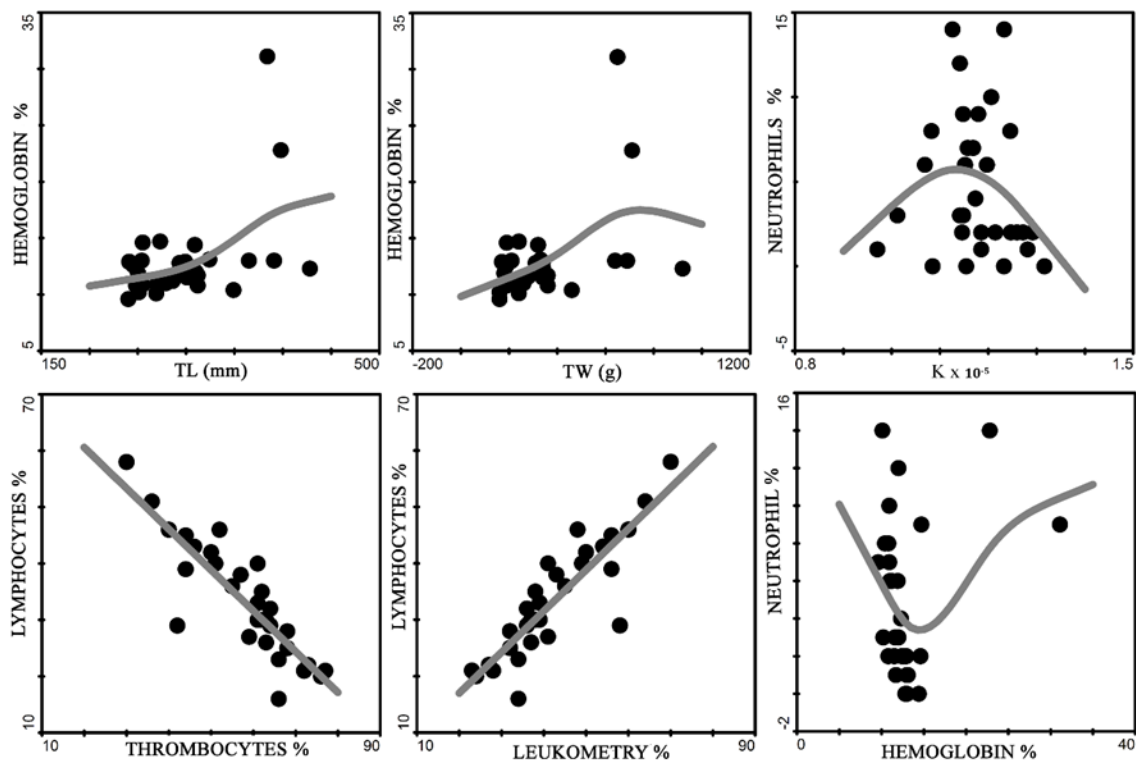 35
HEMOGLOBIN %
5
150
TL (mm)
500
35
HEMOGLOBIN %
5
-200
TW (g)
1200
15
NEUTROPHILS %
-5
0.8
K x 10⁻⁵
1.5
70
LYMPHOCYTES %
10
10
THROMBOCYTES %
90
70
LYMPHOCYTES %
10
10
LEUKOMETRY %
90
16
NEUTROPHIL %
-2
0
HEMOGLOBIN %
40